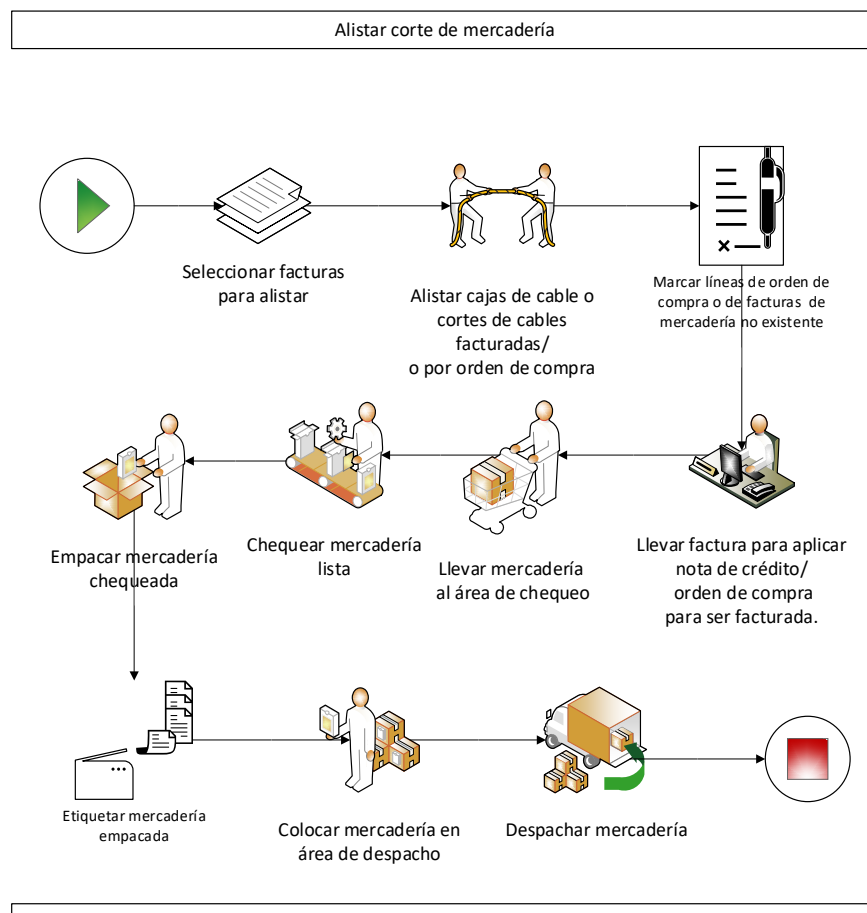 Alistar corte de mercadería
Seleccionar facturas
para alistar
Alistar cajas de cable o
cortes de cables
facturadas/
o por orden de compra
Marcar líneas de orden de
compra o de facturas de
mercadería no existente
Llevar factura para aplicar
nota de crédito/
orden de compra
para ser facturada.
Llevar mercadería
al área de chequeo
Chequear mercadería
lista
Empacar mercadería
chequeada
Etiquetar mercadería
empacada
Colocar mercadería en
área de despacho
Despachar mercadería